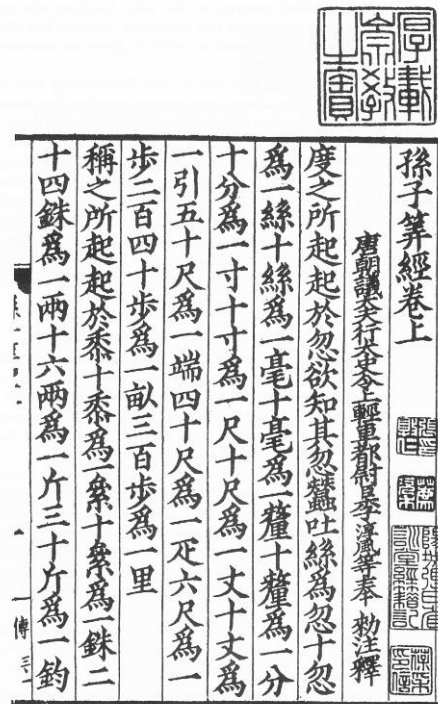 孫子筭經卷上
唐朝議大夫行太史令上輕車都尉臣李淳風等奉 敕注釋
度之所起起於忽欲知其忽蠶吐絲爲忽十忽
爲一絲十絲爲一毫十毫爲一釐十釐爲一分
十分爲一寸十寸爲一尺十尺爲一丈十丈爲
一引五十尺爲一端四十尺爲一疋六尺爲一
步二百四十步爲一畝三百步爲一里
稱之所起起於黍十黍爲一絫十絫爲一銖二
十四銖爲一兩十六兩爲一斤三十斤爲一鈞